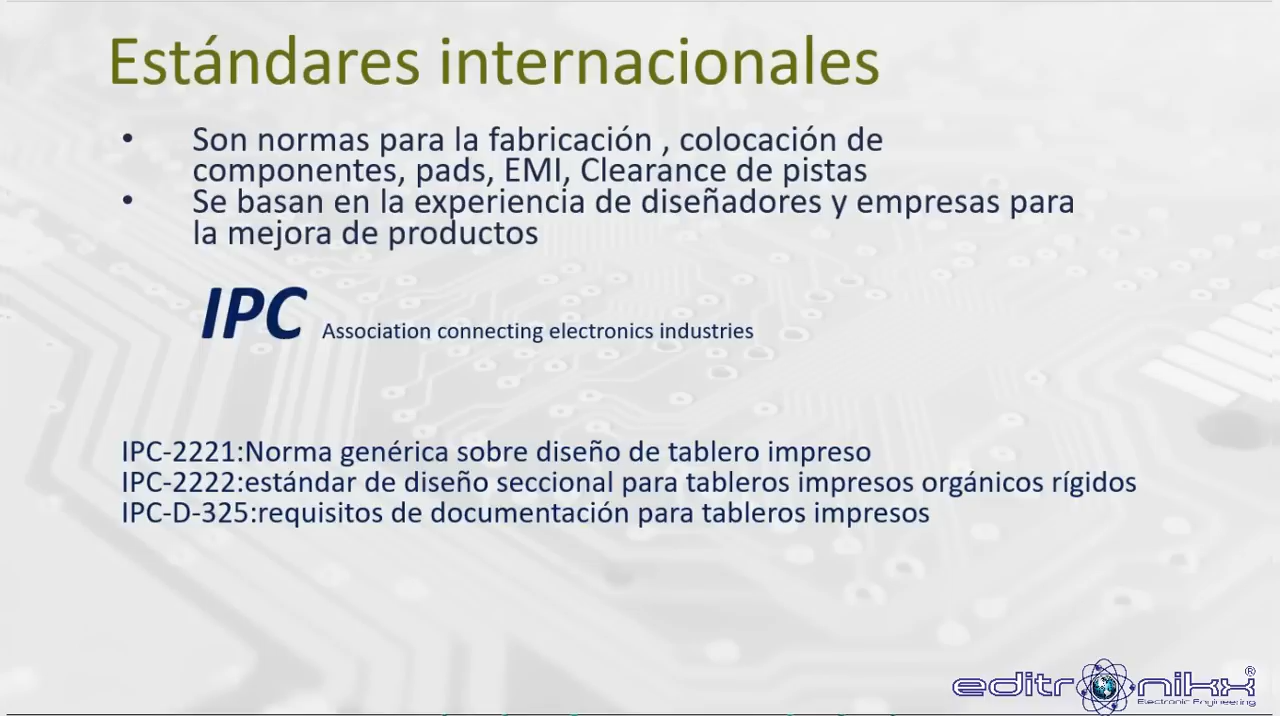 Estándares internacionales
• Son normas para la fabricación , colocación de
componentes, pads, EMI, Clearance de pistas
• Se basan en la experiencia de diseñadores y empresas para
la mejora de productos
IPC Association connecting electronics industries
IPC-2221:Norma genérica sobre diseño de tablero impreso
IPC-2222:estándar de diseño seccional para tableros impresos orgánicos rígidos
IPC-D-325:requisitos de documentación para tableros impresos
editronikx ®
Electronic Engineering